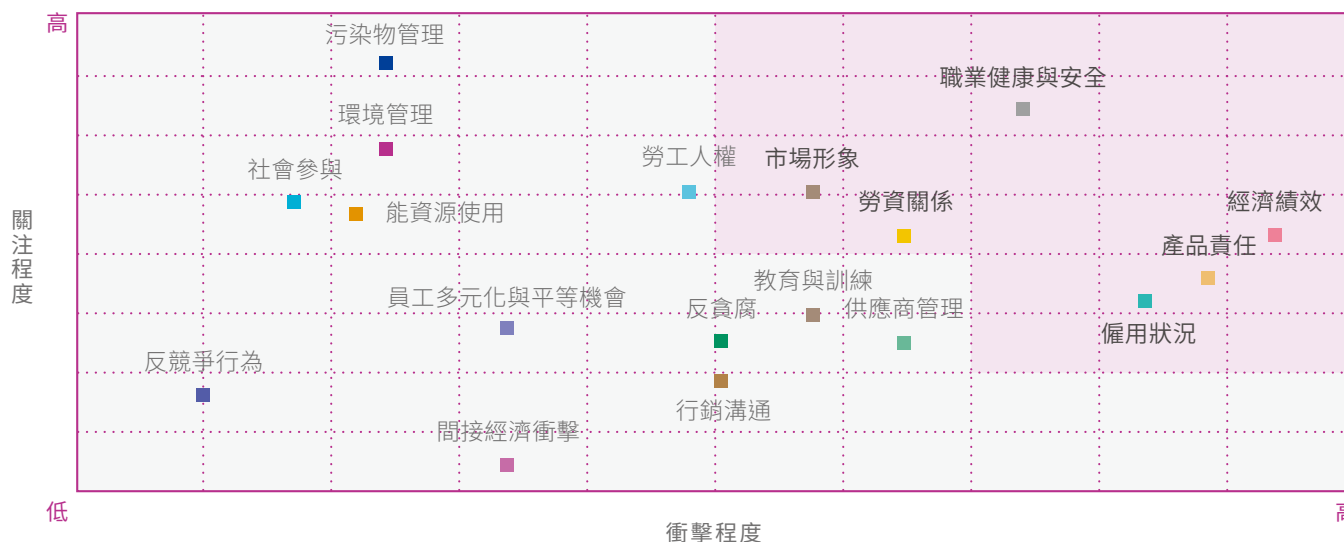 高
污染物管理
職業健康與安全
環境管理
社會參與
勞工人權
市場形象
能資源使用
勞資關係
經濟績效
關注程度
產品責任
教育與訓練
員工多元化與平等機會
反貪腐
供應商管理
僱用狀況
反競爭行為
行銷溝通
間接經濟衝擊
低
高
衝擊程度